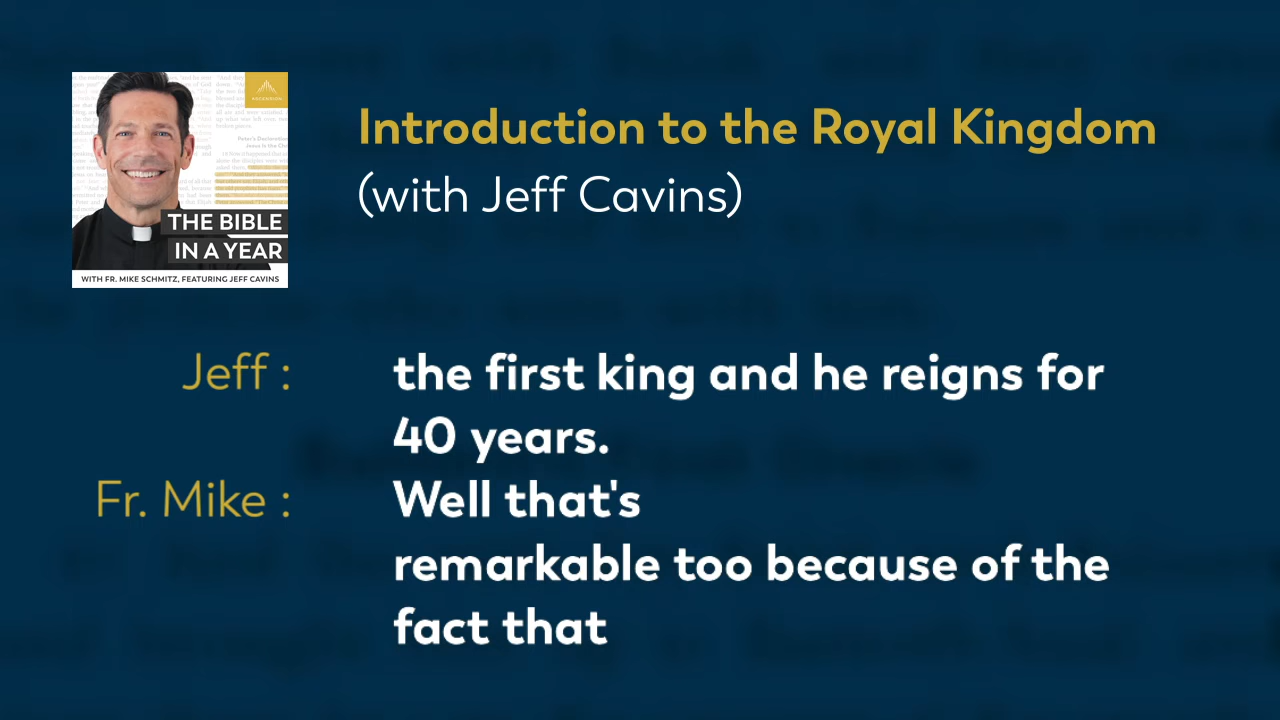 Introduction to the Royal Kingdom
(with Jeff Cavins)
ASCENSION
THE BIBLE
IN A YEAR
WITH FR. MIKE SCHMITZ, FEATURING JEFF CAVINS
Jeff : the first king and he reigns for
40 years.
Fr. Mike : Well that's
remarkable too because of the
fact that